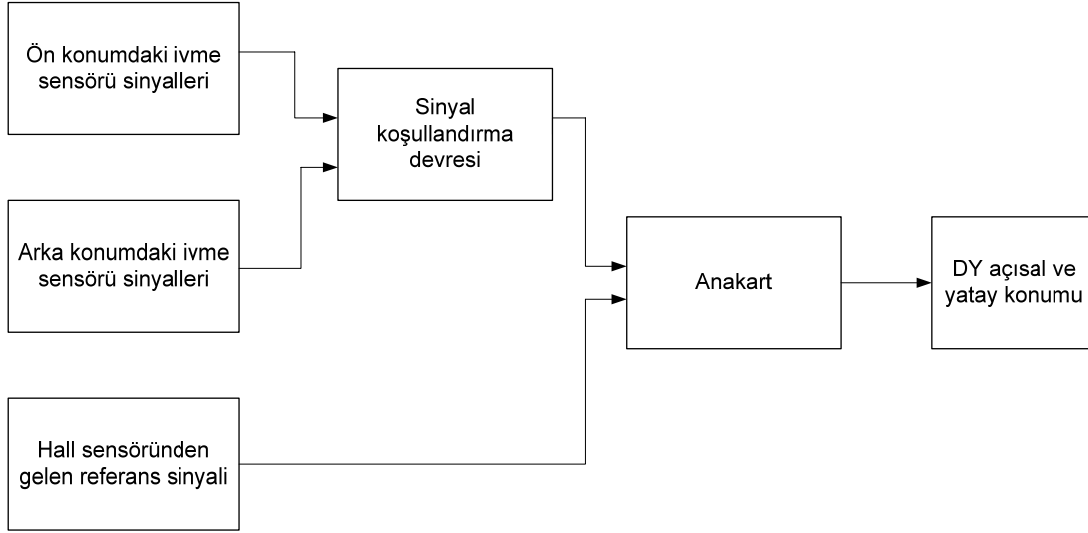 Ön konumdaki ivme
sensörü sinyalleri
Sinyal
koşullandırma
devresi
Arka konumdaki ivme
sensörü sinyalleri
Anakart
DY açısal ve
yatay konumu
Hall sensöründen
gelen referans sinyali